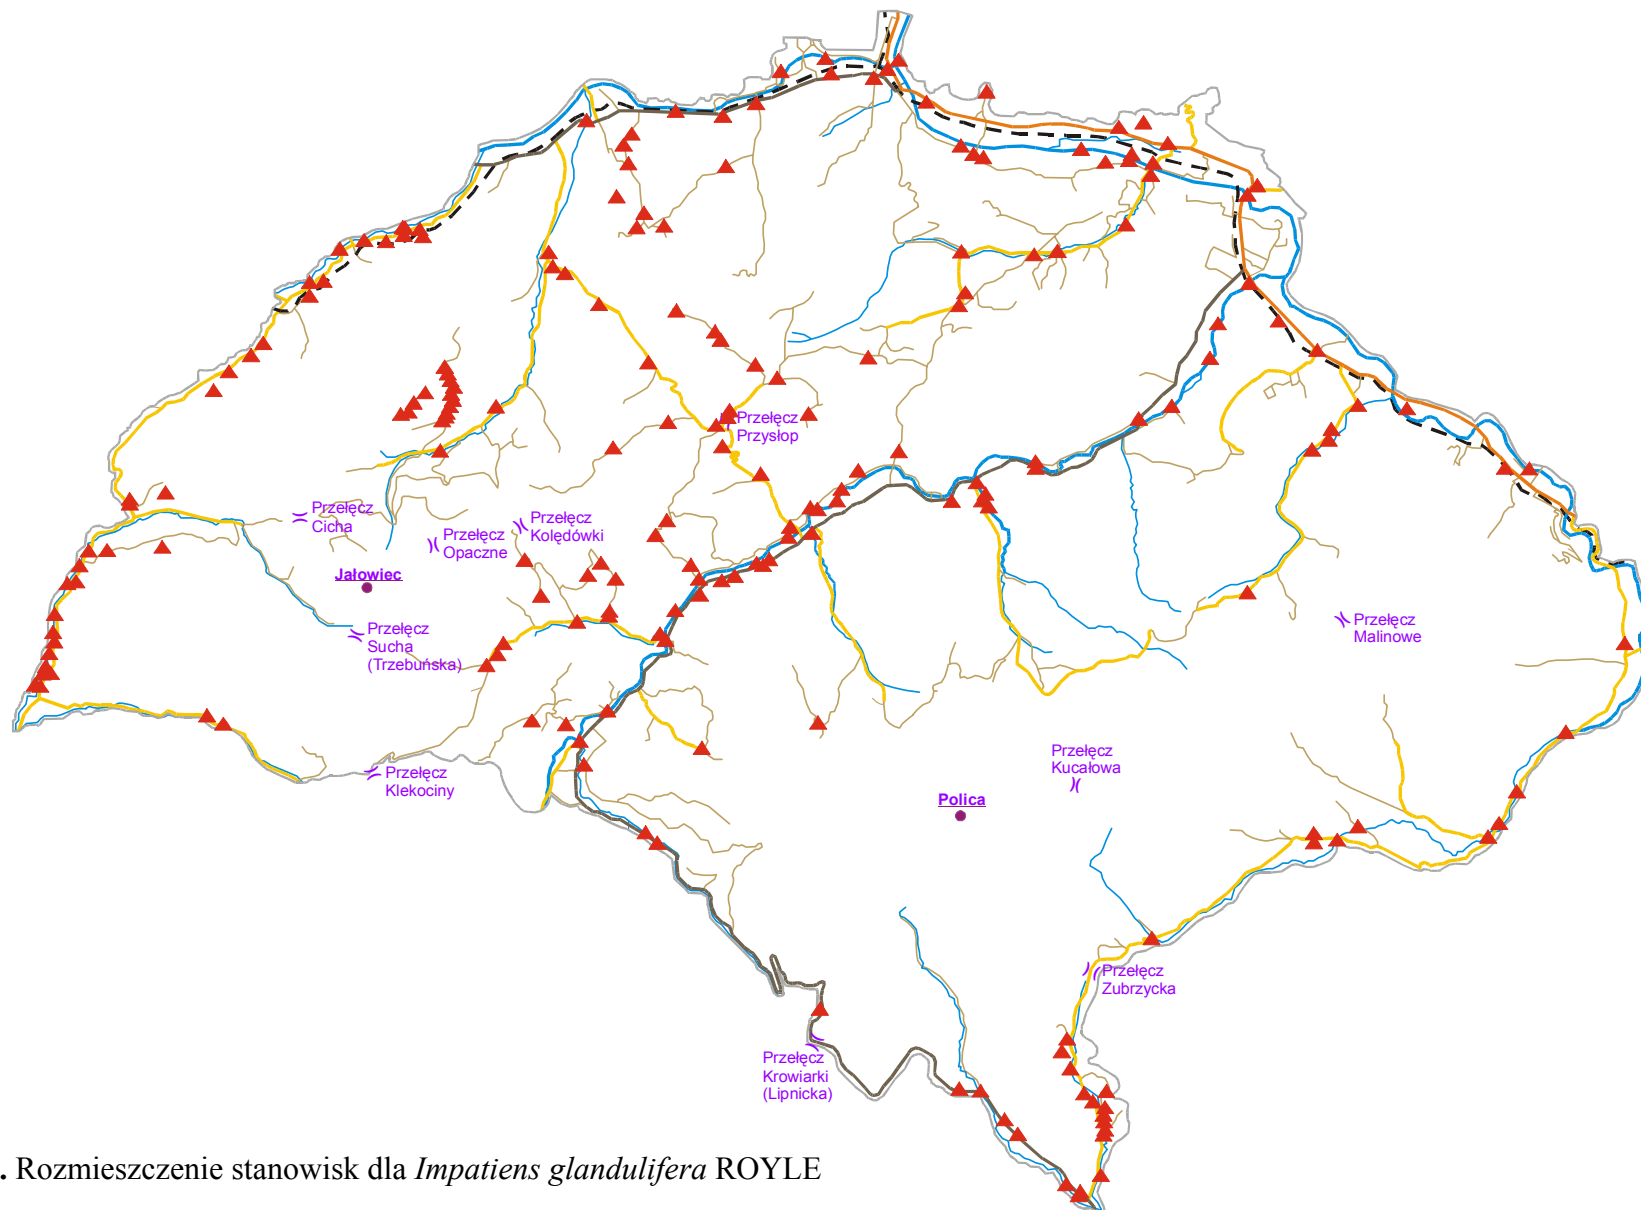 Przełęcz
Przysłop
Przełęcz
Cicha
Przełęcz
Kolędówki
Przełęcz
Opaczne
Jałowiec
Przełęcz
Sucha
(Trzebuńska)
Przełęcz
Malinowe
Przełęcz
Klekociny
Przełęcz
Kucałowa
Polica
Przełęcz
Zubrzycka
Przełęcz
Krowiarki
(Lipnicka)
. Rozmieszczenie stanowisk dla Impatiens glandulifera ROYLE